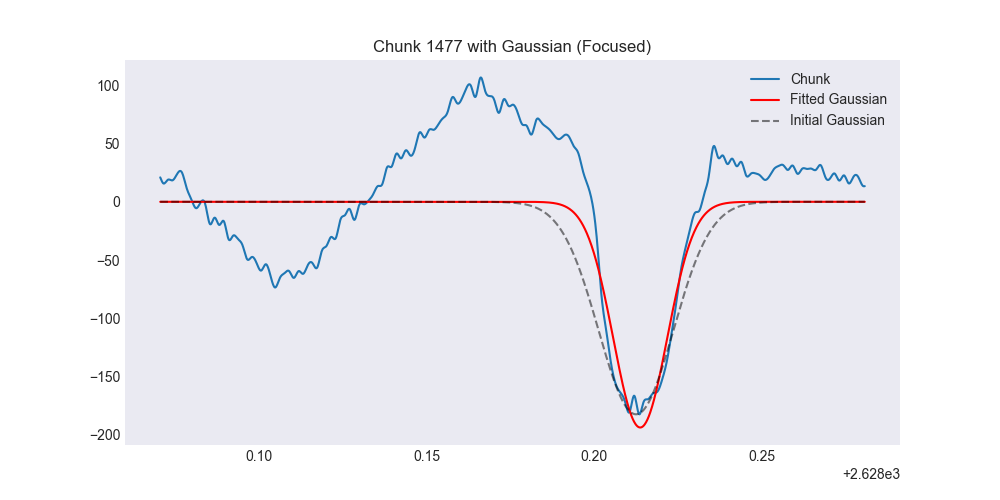 Chunk 1477 with Gaussian (Focused)
Chunk
Fitted Gaussian
Initial Gaussian
100
50
0
−50
−100
−150
−200
0.10 0.15 0.20 0.25
+2.628e3